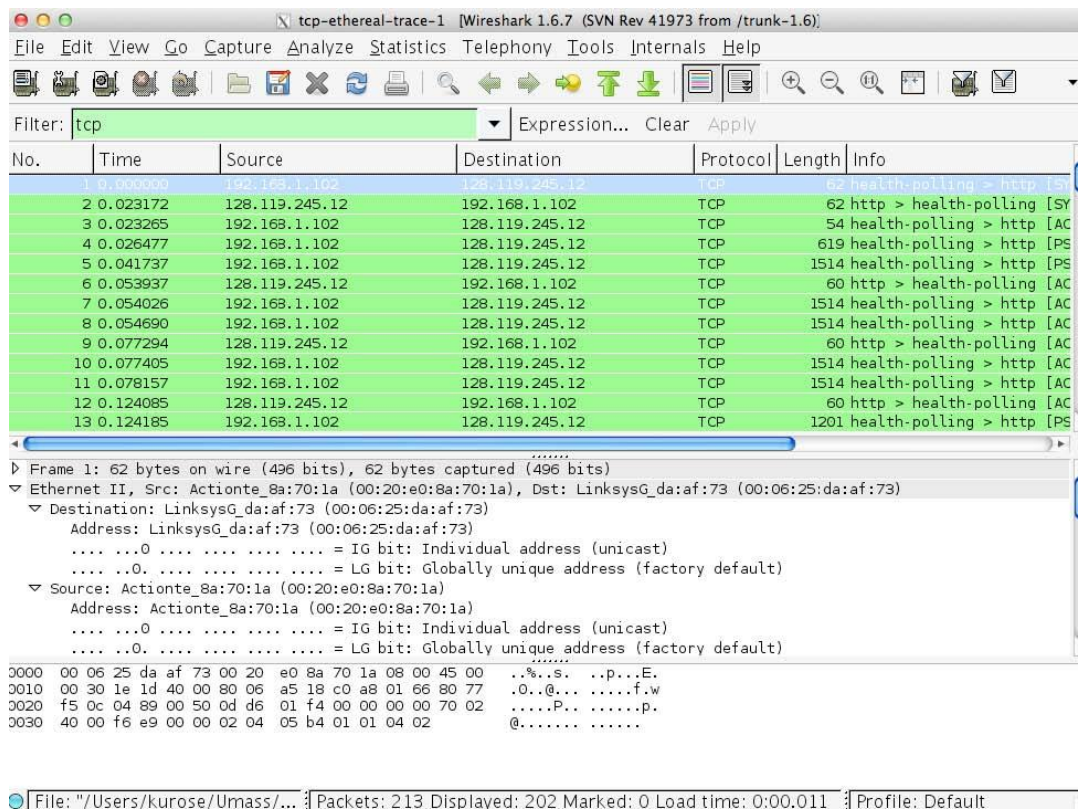 tcp-ethereal-trace-1 [Wireshark 1.6.7 (SVN Rev 41973 from /trunk-1.6)]
File Edit View Go Capture Analyze Statistics Telephony Tools Internals Help
Filter: tcp Expression... Clear Apply
No. Time Source Destination Protocol Length Info
1 0.000000 192.168.1.102 128.119.245.12 TCP 62 health-polling > http [SY
2 0.023172 128.119.245.12 192.168.1.102 TCP 62 http > health-polling [SY
3 0.023265 192.168.1.102 128.119.245.12 TCP 54 health-polling > http [AC
4 0.026477 192.168.1.102 128.119.245.12 TCP 619 health-polling > http [PS
5 0.041737 192.168.1.102 128.119.245.12 TCP 1514 health-polling > http [PS
6 0.053937 128.119.245.12 192.168.1.102 TCP 60 http > health-polling [AC
7 0.054026 192.168.1.102 128.119.245.12 TCP 1514 health-polling > http [AC
8 0.054690 192.168.1.102 128.119.245.12 TCP 1514 health-polling > http [AC
9 0.077294 128.119.245.12 192.168.1.102 TCP 60 http > health-polling [AC
10 0.077405 192.168.1.102 128.119.245.12 TCP 1514 health-polling > http [AC
11 0.078157 192.168.1.102 128.119.245.12 TCP 1514 health-polling > http [AC
12 0.124085 128.119.245.12 192.168.1.102 TCP 60 http > health-polling [AC
13 0.124185 192.168.1.102 128.119.245.12 TCP 1201 health-polling > http [PS
Frame 1: 62 bytes on wire (496 bits), 62 bytes captured (496 bits)
Ethernet II, Src: Actionte_8a:70:1a (00:20:e0:8a:70:1a), Dst: LinksysG_da:af:73 (00:06:25:da:af:73)
Destination: LinksysG_da:af:73 (00:06:25:da:af:73)
Address: LinksysG_da:af:73 (00:06:25:da:af:73)
.... ...0 .... .... .... .... = IG bit: Individual address (unicast)
.... ..0. .... .... .... .... = LG bit: Globally unique address (factory default)
Source: Actionte_8a:70:1a (00:20:e0:8a:70:1a)
Address: Actionte_8a:70:1a (00:20:e0:8a:70:1a)
.... ...0 .... .... .... .... = IG bit: Individual address (unicast)
.... ..0. .... .... .... .... = LG bit: Globally unique address (factory default)
0000 00 06 25 da af 73 00 20 e0 8a 70 1a 08 00 45 00 ..%..s. ..p...E.
0010 00 30 1e 1d 40 00 80 06 a5 18 c0 a8 01 66 80 77 .0..@... .....f.w
0020 f5 0c 04 89 00 50 0d d6 01 f4 00 00 00 00 70 02 .....P.. ......p.
0030 40 00 f6 e9 00 00 02 04 05 b4 01 01 04 02 @....... ......
File: "/Users/kurose/Umass/... Packets: 213 Displayed: 202 Marked: 0 Load time: 0:00.011 Profile: Default